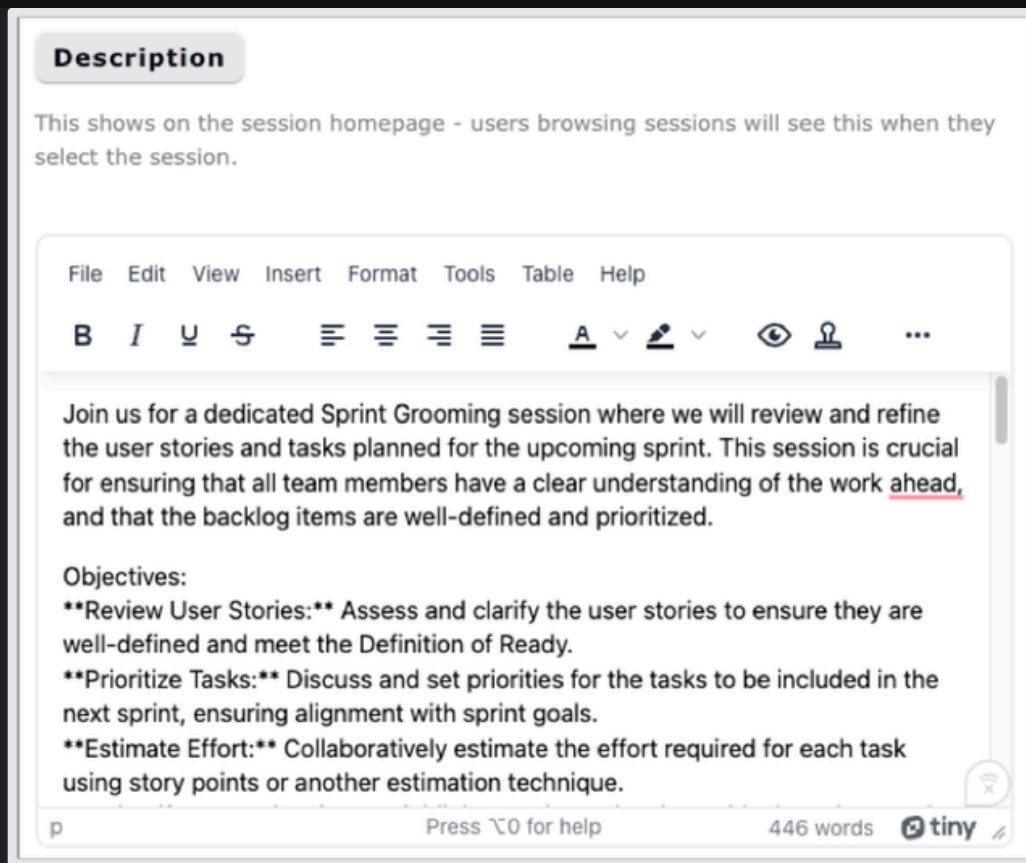 Description
This shows on the session homepage - users browsing sessions will see this when they
select the session.
File Edit View Insert Format Tools Table Help
B I U S A A
Join us for a dedicated Sprint Grooming session where we will review and refine
the user stories and tasks planned for the upcoming sprint. This session is crucial
for ensuring that all team members have a clear understanding of the work ahead,
and that the backlog items are well-defined and prioritized.
Objectives:
**Review User Stories:** Assess and clarify the user stories to ensure they are
well-defined and meet the Definition of Ready.
**Prioritize Tasks:** Discuss and set priorities for the tasks to be included in the
next sprint, ensuring alignment with sprint goals.
**Estimate Effort:** Collaboratively estimate the effort required for each task
using story points or another estimation technique.
p Press ⌥0 for help 446 words tiny